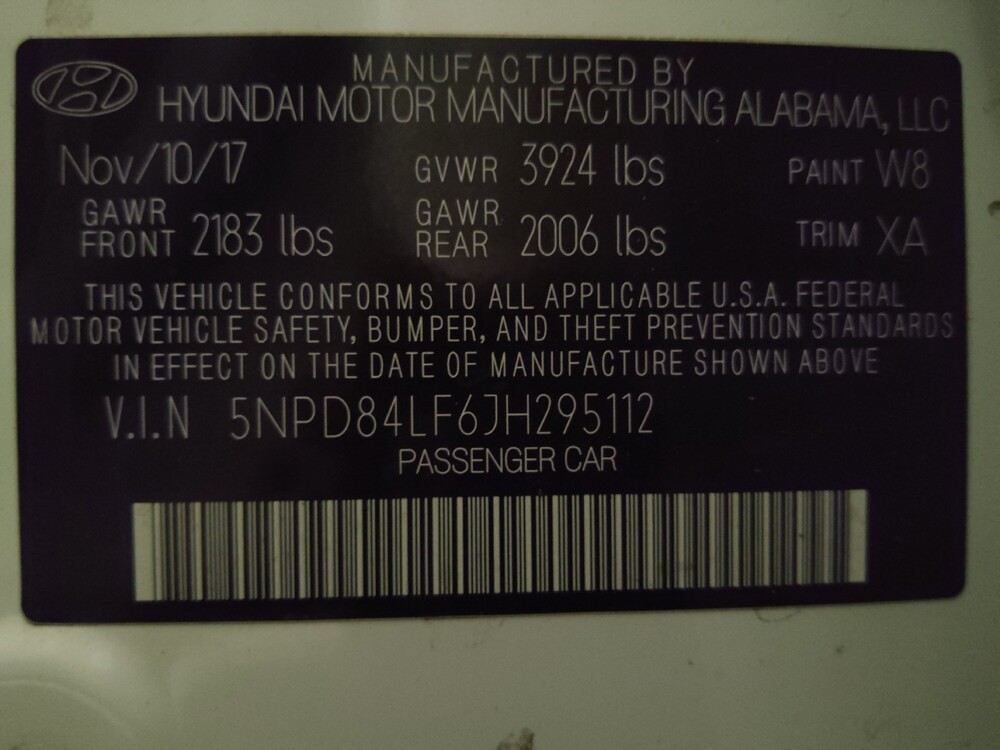 MANUFACTURED BY
HYUNDAI MOTOR MANUFACTURING ALABAMA, LLC
Nov/10/17 GVWR 3924 lbs PAINT W8
GAWR FRONT 2183 lbs GAWR REAR 2006 lbs TRIM XA
THIS VEHICLE CONFORMS TO ALL APPLICABLE U.S.A. FEDERAL
MOTOR VEHICLE SAFETY, BUMPER, AND THEFT PREVENTION STANDARDS
IN EFFECT ON THE DATE OF MANUFACTURE SHOWN ABOVE
V.I.N 5NPD84LF6JH295112
PASSENGER CAR